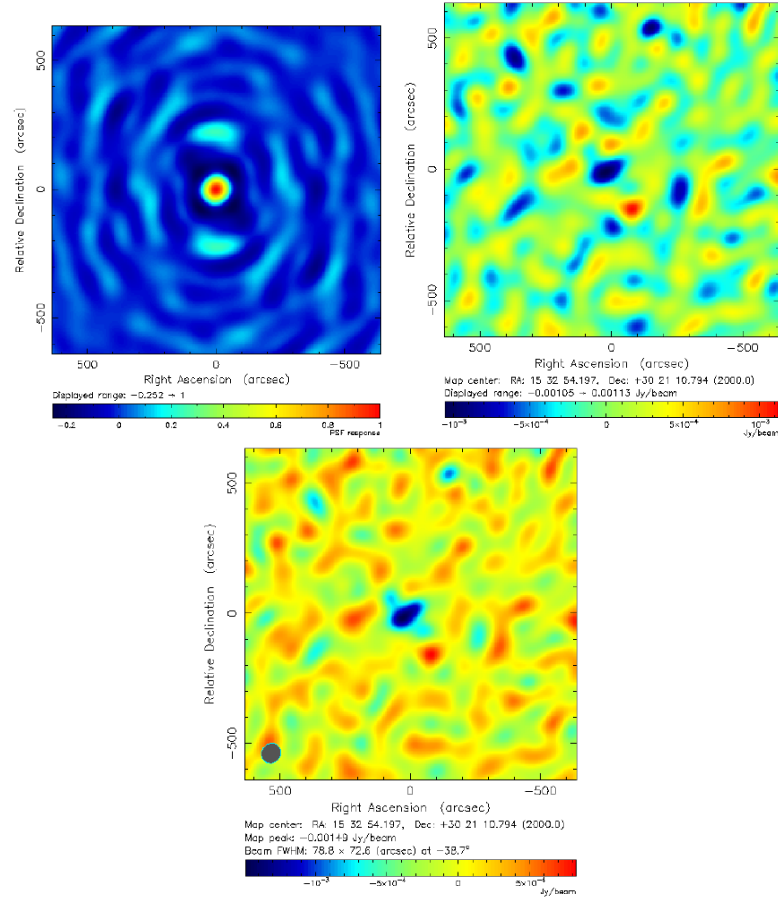 Relative Declination (arcsec)
500
0
-500
500
0
-500
Right Ascension (arcsec)
Displayed range: -0.252 → 1
-0.2
0
0.2
0.4
0.6
0.8
1
PSF response
Relative Declination (arcsec)
500
0
-500
500
0
-500
Right Ascension (arcsec)
Map center: RA: 15 32 54.197, Dec: +30 21 10.794 (2000.0)
Displayed range: -0.00105 → 0.00113 Jy/beam
-10⁻³
-5×10⁻⁴
0
5×10⁻⁴
10⁻³
Jy/beam
Relative Declination (arcsec)
500
0
-500
500
0
-500
Right Ascension (arcsec)
Map center: RA: 15 32 54.197, Dec: +30 21 10.794 (2000.0)
Map peak: -0.00149 Jy/beam
Beam FWHM: 78.8 × 72.6 (arcsec) at -38.7°
-10⁻³
-5×10⁻⁴
0
5×10⁻⁴
Jy/beam